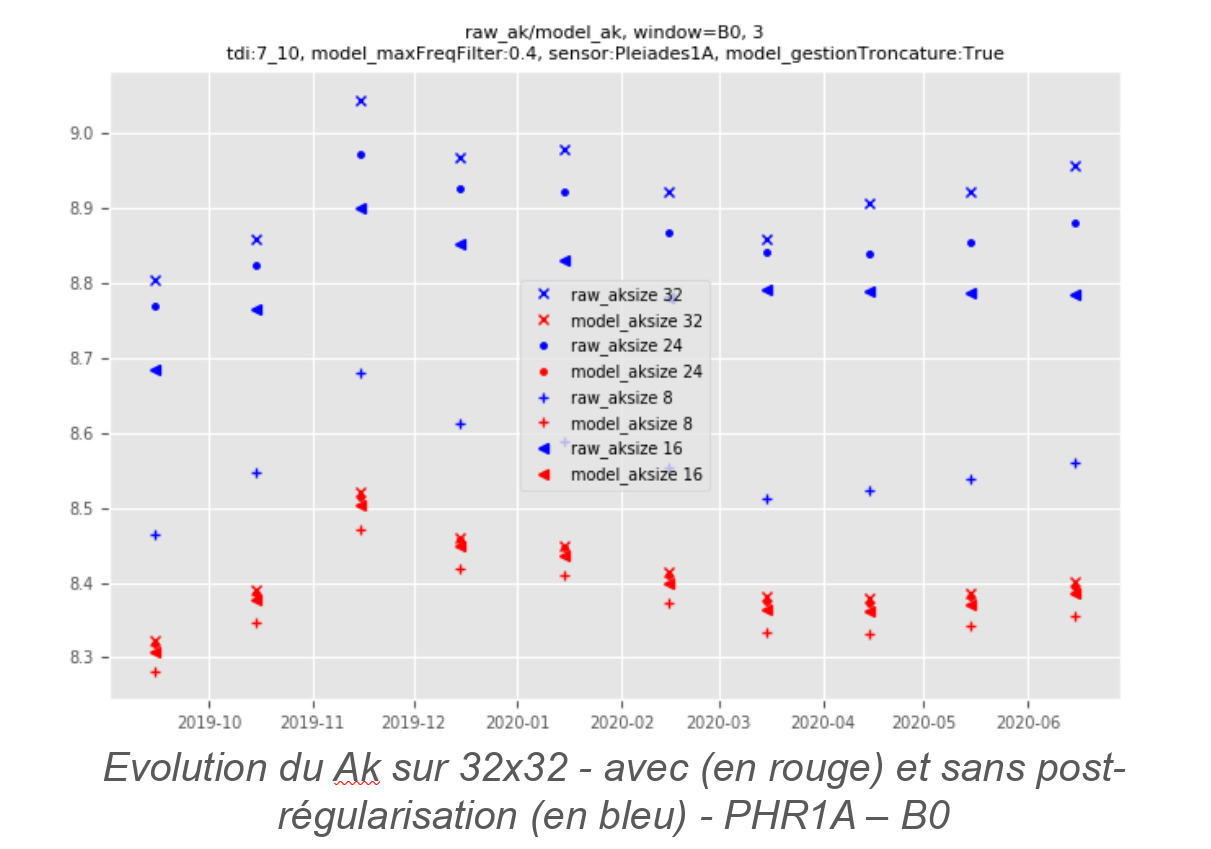 raw_ak/model_ak, window=B0, 3
tdi:7_10, model_maxFreqFilter:0.4, sensor:Pleiades1A, model_gestionTroncature:True
9.0
8.9
8.8
8.7
8.6
8.5
8.4
8.3
raw_aksize 32
model_aksize 32
raw_aksize 24
model_aksize 24
raw_aksize 8
model_aksize 8
raw_aksize 16
model_aksize 16
2019-10 2019-11 2019-12 2020-01 2020-02 2020-03 2020-04 2020-05 2020-06
Evolution du Ak sur 32x32 - avec (en rouge) et sans post-
régularisation (en bleu) - PHR1A – B0